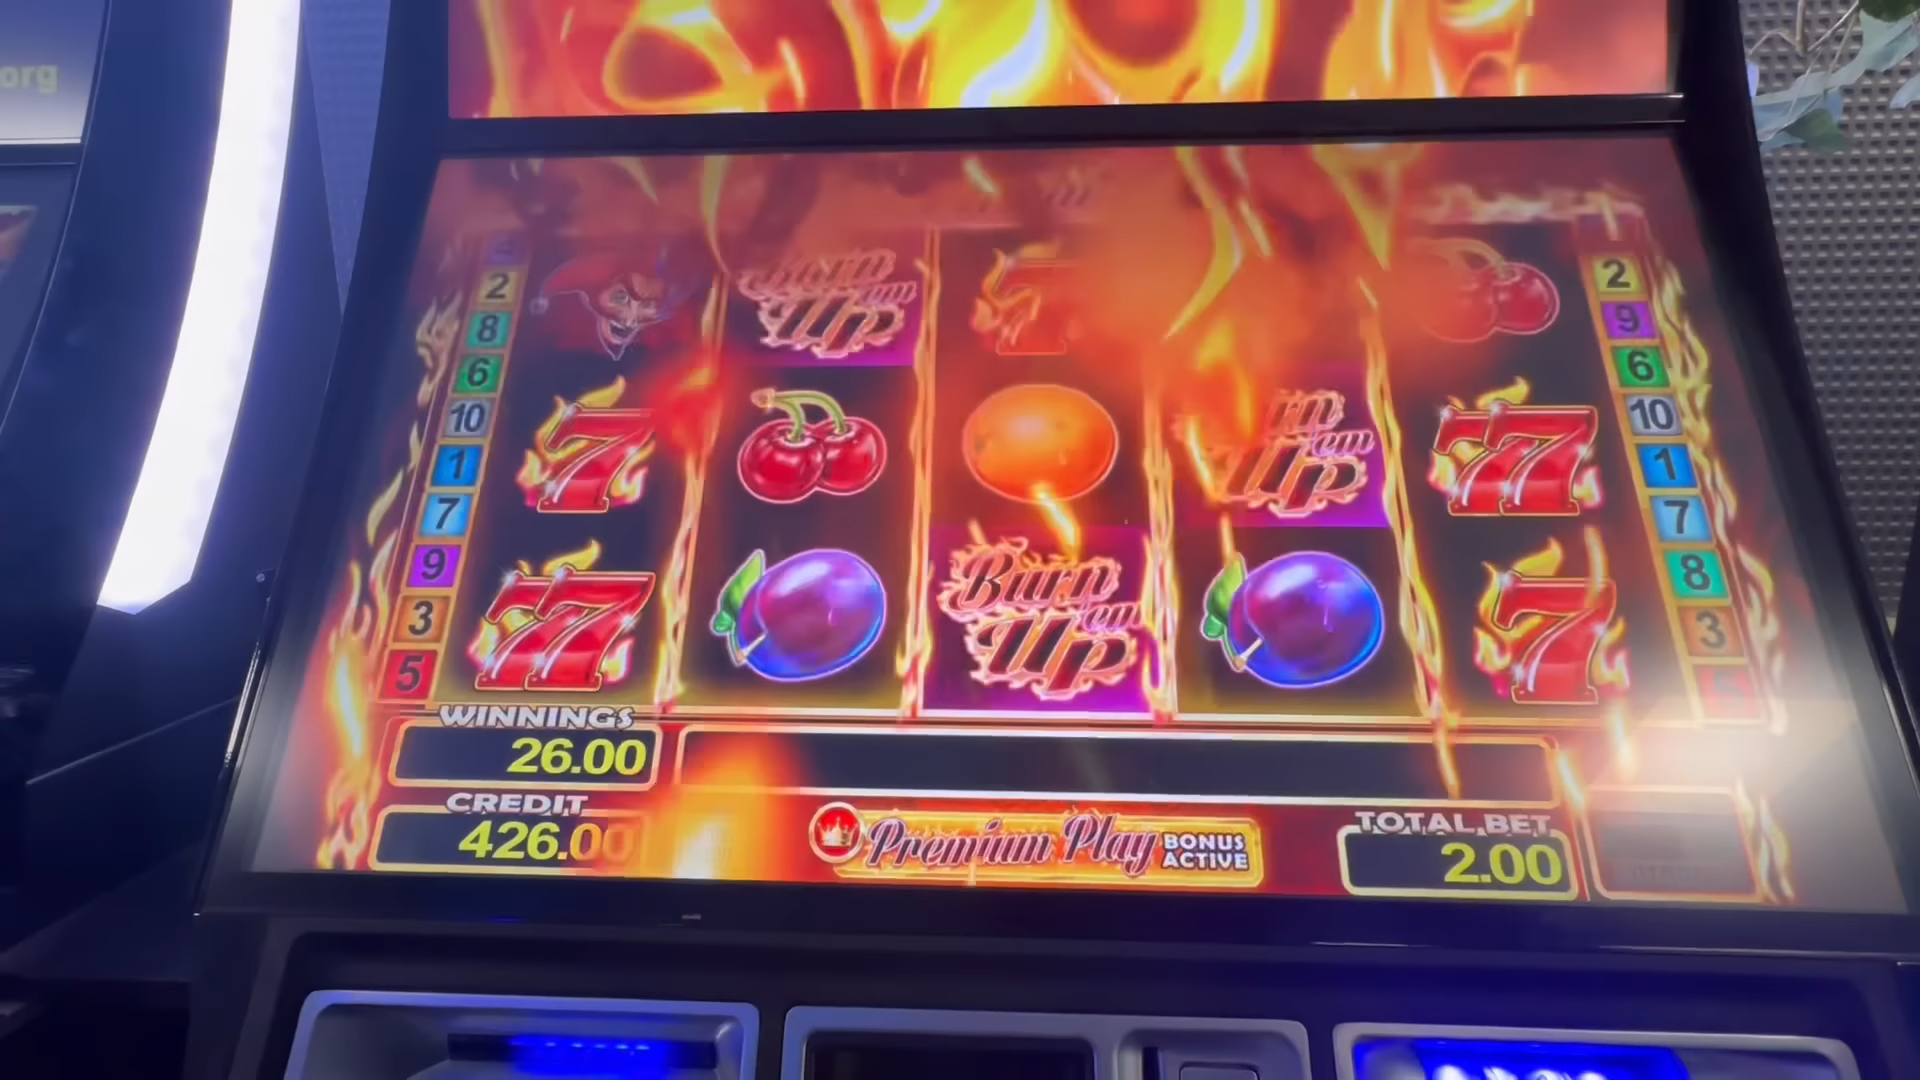 org
Burn
'em
Up
2
8
6
10
1
7
9
3
5
Burn
'em
Up
Burn
'em
Up
2
9
6
10
1
7
8
3
5
WINNINGS
26.00
CREDIT
426.00
Premium Play BONUS
ACTIVE
TOTAL BET
2.00